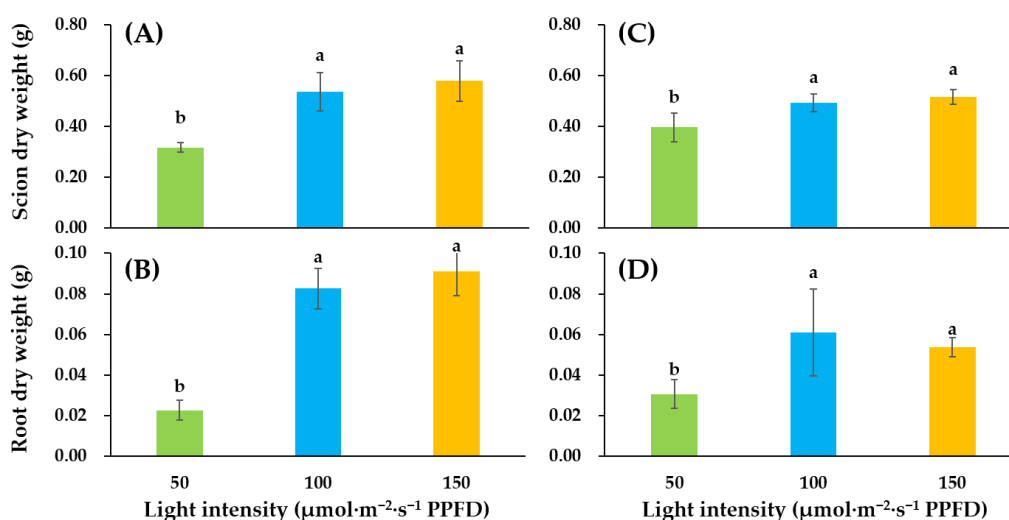 Scion dry weight (g)
0.80
0.60
0.40
0.20
0.00
(A)
b
a
a
0.80
0.60
0.40
0.20
0.00
(C)
b
a
a
Root dry weight (g)
0.10
0.08
0.06
0.04
0.02
0.00
(B)
b
a
a
50
100
150
Light intensity (µmol·m⁻²·s⁻¹ PPFD)
0.10
0.08
0.06
0.04
0.02
0.00
(D)
b
a
a
50
100
150
Light intensity (µmol·m⁻²·s⁻¹ PPFD)